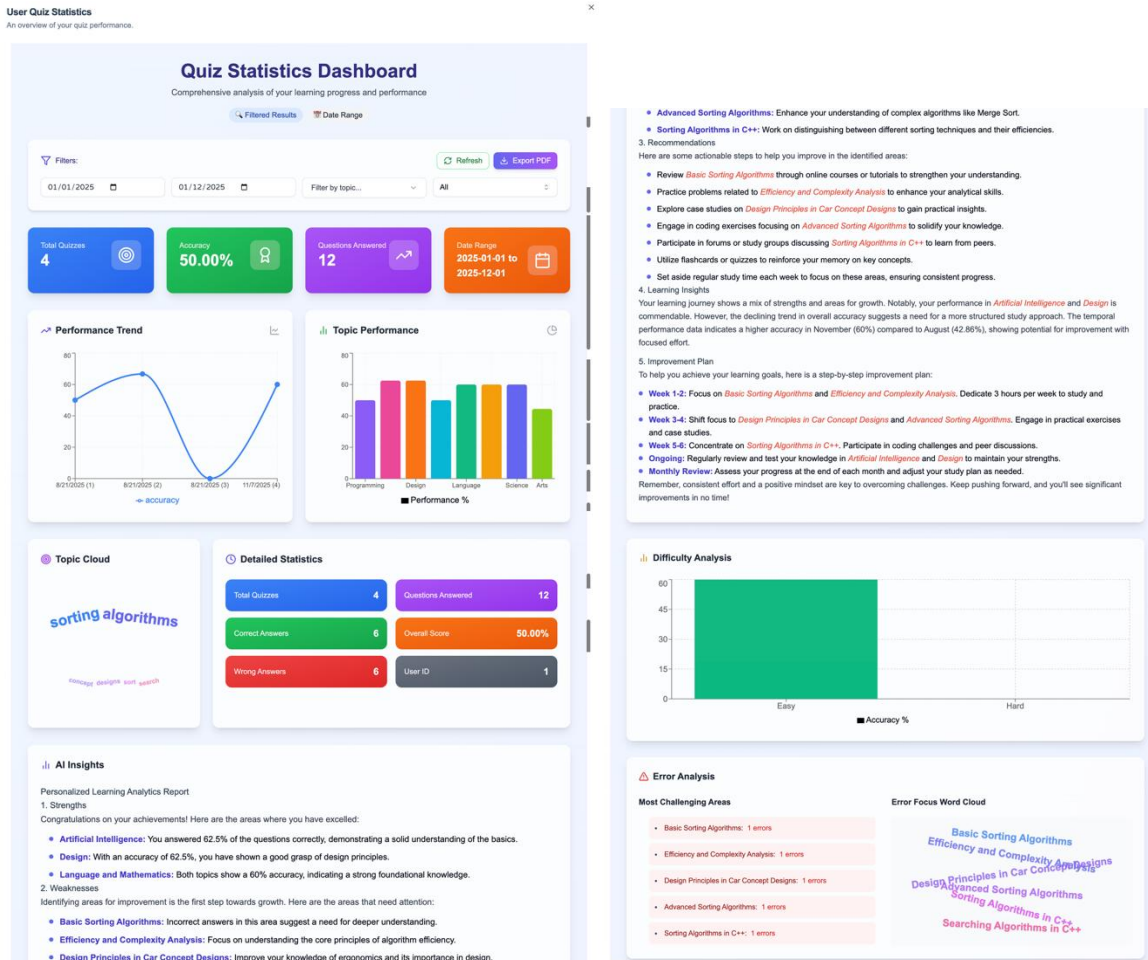 User Quiz Statistics
An overview of your quiz performance.
Quiz Statistics Dashboard
Comprehensive analysis of your learning progress and performance
Filtered Results
Date Range
Filters:
Refresh
Export PDF
01/01/2025
01/12/2025
Filter by topic...
All
Total Quizzes
4
Accuracy
50.00%
Questions Answered
12
Date Range
2025-01-01 to
2025-12-01
Performance Trend
80
60
40
20
0
8/21/2025 (1)
8/21/2025 (2)
8/21/2025 (3)
11/7/2025 (4)
accuracy
Topic Performance
80
60
40
20
0
Programming
Design
Language
Science
Arts
Performance %
Topic Cloud
sorting algorithms
concept designs sort search
Detailed Statistics
Total Quizzes 4
Questions Answered 12
Correct Answers 6
Overall Score 50.00%
Wrong Answers 6
User ID 1
AI Insights
Personalized Learning Analytics Report
1. Strengths
Congratulations on your achievements! Here are the areas where you have excelled:
Artificial Intelligence: You answered 62.5% of the questions correctly, demonstrating a solid understanding of the basics.
Design: With an accuracy of 62.5%, you have shown a good grasp of design principles.
Language and Mathematics: Both topics show a 60% accuracy, indicating a strong foundational knowledge.
2. Weaknesses
Identifying areas for improvement is the first step towards growth. Here are the areas that need attention:
Basic Sorting Algorithms: Incorrect answers in this area suggest a need for deeper understanding.
Efficiency and Complexity Analysis: Focus on understanding the core principles of algorithm efficiency.
Design Principles in Car Concept Designs: Improve your knowledge of ergonomics and its importance in design.
Advanced Sorting Algorithms: Enhance your understanding of complex algorithms like Merge Sort.
Sorting Algorithms in C++: Work on distinguishing between different sorting techniques and their efficiencies.
3. Recommendations
Here are some actionable steps to help you improve in the identified areas:
Review Basic Sorting Algorithms through online courses or tutorials to strengthen your understanding.
Practice problems related to Efficiency and Complexity Analysis to enhance your analytical skills.
Explore case studies on Design Principles in Car Concept Designs to gain practical insights.
Engage in coding exercises focusing on Advanced Sorting Algorithms to solidify your knowledge.
Participate in forums or study groups discussing Sorting Algorithms in C++ to learn from peers.
Utilize flashcards or quizzes to reinforce your memory on key concepts.
Set aside regular study time each week to focus on these areas, ensuring consistent progress.
4. Learning Insights
Your learning journey shows a mix of strengths and areas for growth. Notably, your performance in Artificial Intelligence and Design is
commendable. However, the declining trend in overall accuracy suggests a need for a more structured study approach. The temporal
performance data indicates a higher accuracy in November (60%) compared to August (42.86%), showing potential for improvement with
focused effort.
5. Improvement Plan
To help you achieve your learning goals, here is a step-by-step improvement plan:
Week 1-2: Focus on Basic Sorting Algorithms and Efficiency and Complexity Analysis. Dedicate 3 hours per week to study and
practice.
Week 3-4: Shift focus to Design Principles in Car Concept Designs and Advanced Sorting Algorithms. Engage in practical exercises
and case studies.
Week 5-6: Concentrate on Sorting Algorithms in C++. Participate in coding challenges and peer discussions.
Ongoing: Regularly review and test your knowledge in Artificial Intelligence and Design to maintain your strengths.
Monthly Review: Assess your progress at the end of each month and adjust your study plan as needed.
Remember, consistent effort and a positive mindset are key to overcoming challenges. Keep pushing forward, and you'll see significant
improvements in no time!
Difficulty Analysis
60
45
30
15
0
Easy
Hard
Accuracy %
Error Analysis
Most Challenging Areas
Basic Sorting Algorithms: 1 errors
Efficiency and Complexity Analysis: 1 errors
Design Principles in Car Concept Designs: 1 errors
Advanced Sorting Algorithms: 1 errors
Sorting Algorithms in C++: 1 errors
Error Focus Word Cloud
Basic Sorting Algorithms
Efficiency and Complexity Analysis
Design Principles in Car Concept Designs
Advanced Sorting Algorithms
Sorting Algorithms in C++
Searching Algorithms in C++